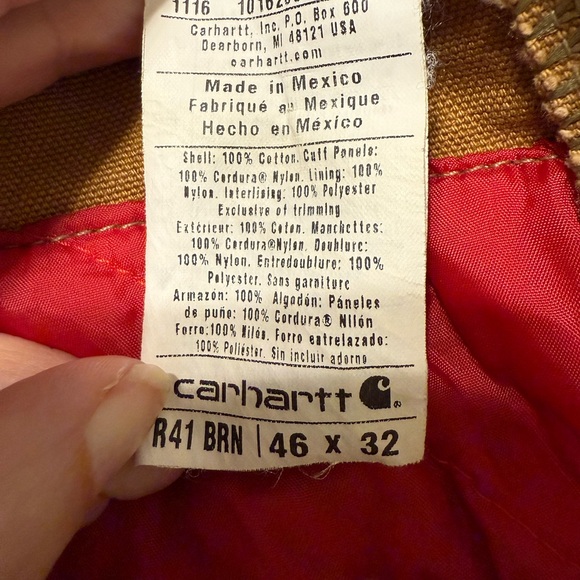 1116
Carhartt, Inc. P.O. Box 600
Dearborn, MI 48121 USA
carhartt.com
Made in Mexico
Fabriqué au Mexique
Hecho en México
Shell: 100% Cotton. Cuff Panels:
100% Cordura® Nylon. Lining: 100%
Nylon. Interlining: 100% Polyester
Exclusive of trimming
Extérieur: 100% Coton. Manchettes:
100% Cordura®Nylon. Doublure:
100% Nylon. Entredoublure: 100%
Polyester. Sans garniture
Armazón: 100% Algodón: Páneles
de puño: 100% Cordura® Nilón
Forro:100% Nilón. Forro entrelazado:
100% Poliéster. Sin incluir adorno
carhartt ®
R41 BRN | 46 x 32